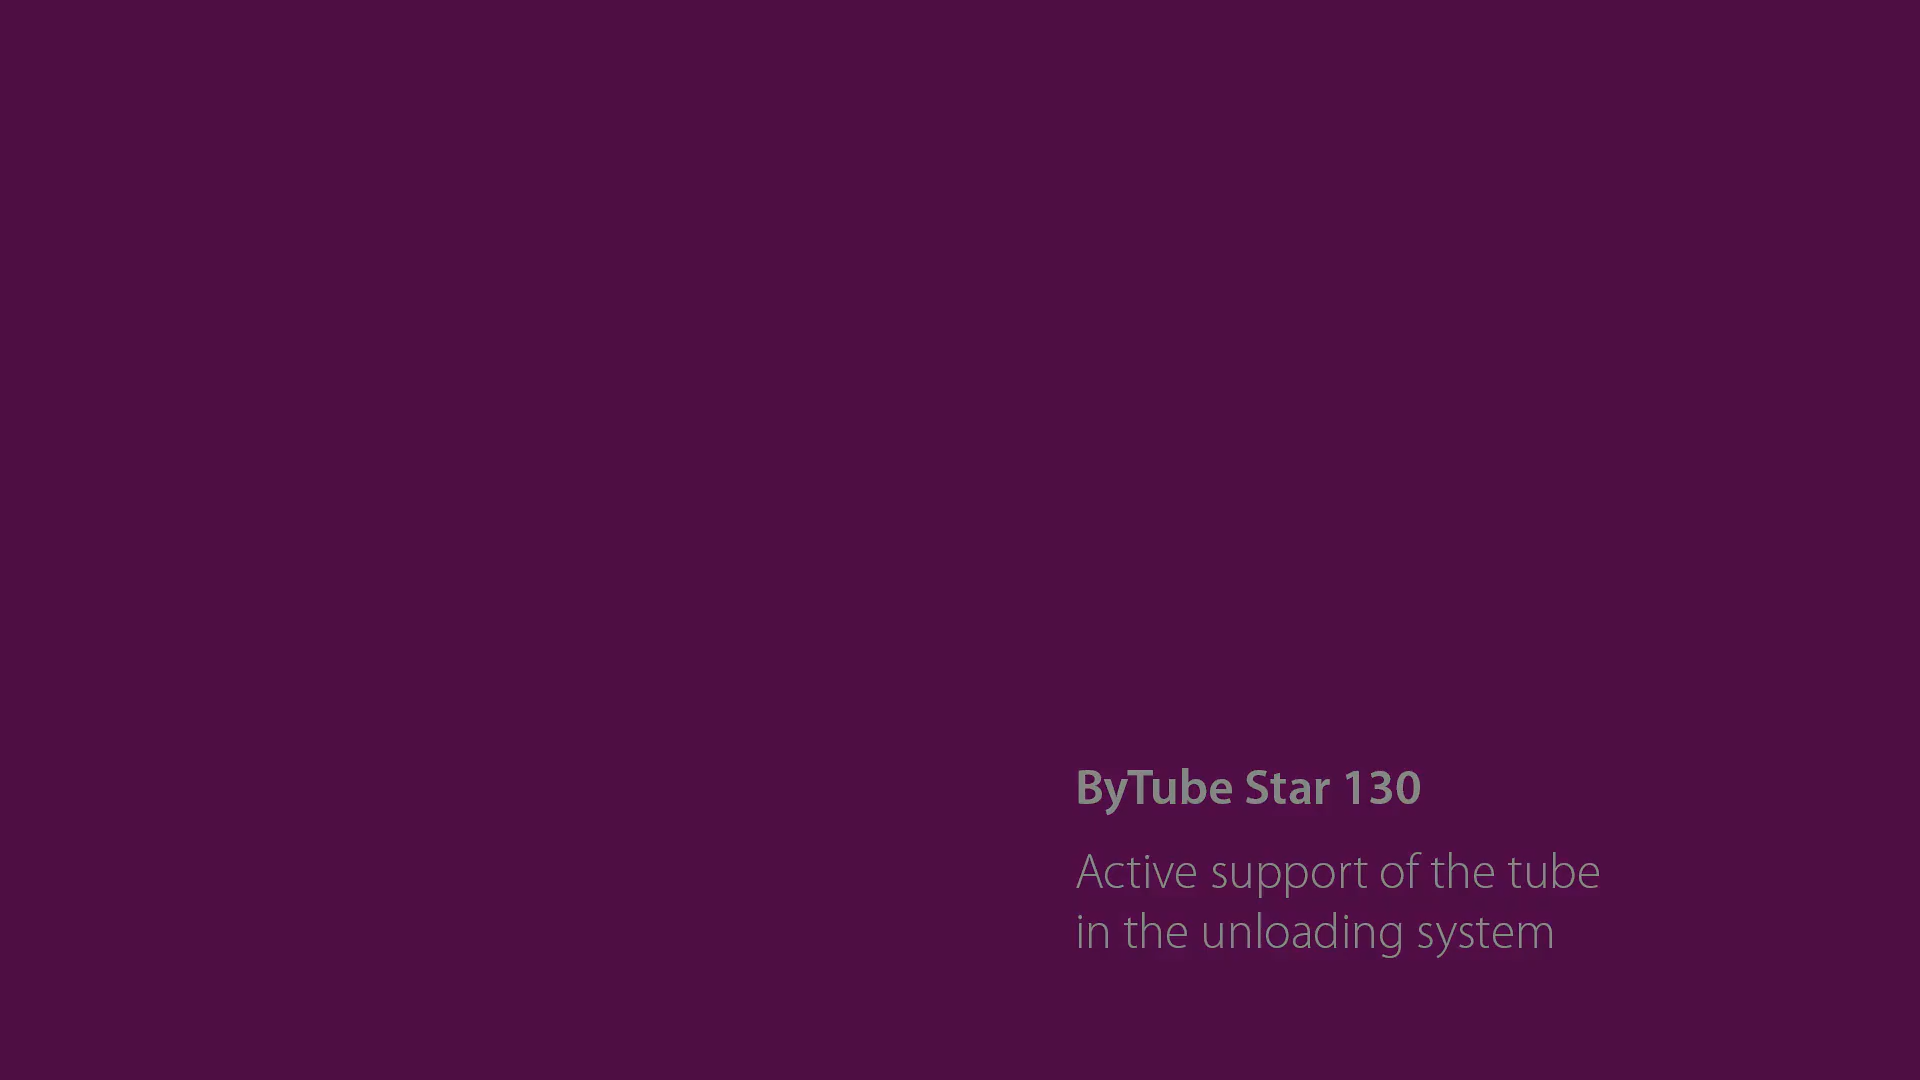 ByTube Star 130
Active support of the tube
in the unloading system